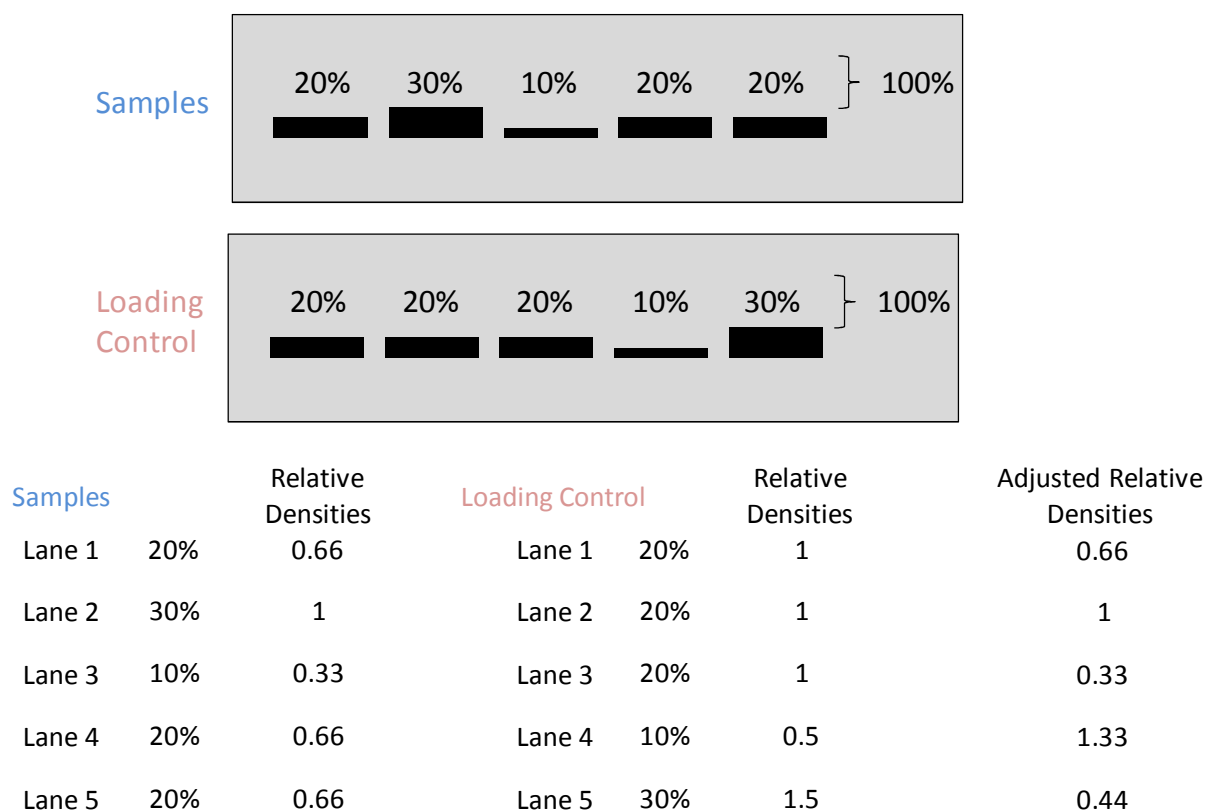 20% 30% 10% 20% 20% 100%
Samples
20% 20% 20% 10% 30% 100%
Loading
Control
Samples Relative Densities Loading Control Relative Densities Adjusted Relative Densities
Lane 1 20% 0.66 Lane 1 20% 1 0.66
Lane 2 30% 1 Lane 2 20% 1 1
Lane 3 10% 0.33 Lane 3 20% 1 0.33
Lane 4 20% 0.66 Lane 4 10% 0.5 1.33
Lane 5 20% 0.66 Lane 5 30% 1.5 0.44